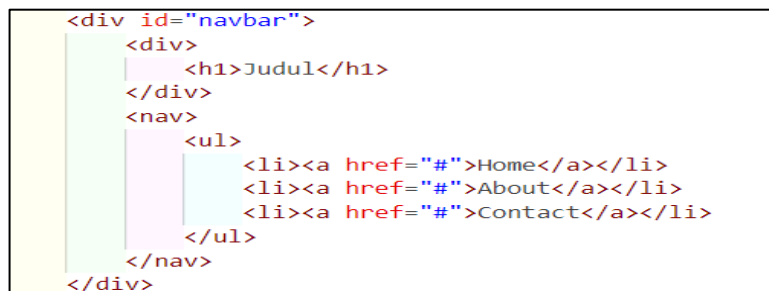 <div id="navbar">
<div>
<h1>Judul</h1>
</div>
<nav>
<ul>
<li><a href="#">Home</a></li>
<li><a href="#">About</a></li>
<li><a href="#">Contact</a></li>
</ul>
</nav>
</div>